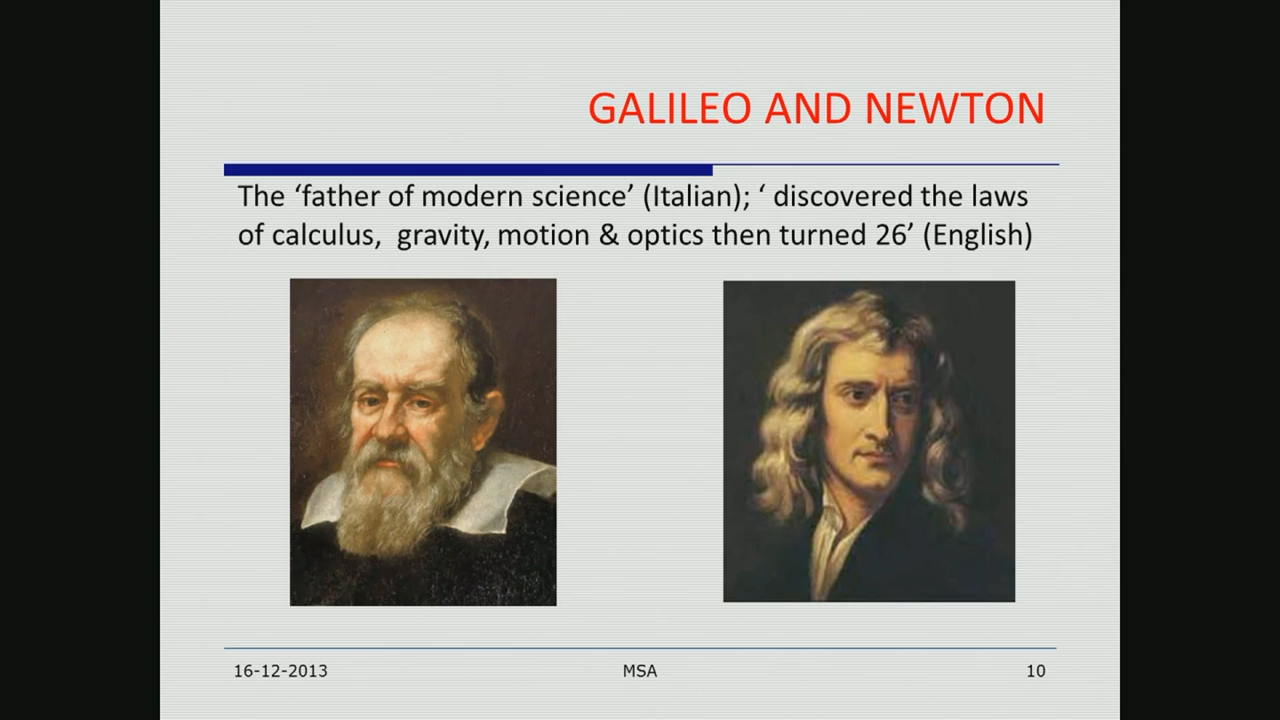 GALILEO AND NEWTON
The ‘father of modern science’ (Italian); ‘ discovered the laws
of calculus,  gravity, motion & optics then turned 26’ (English)
16-12-2013
MSA
10